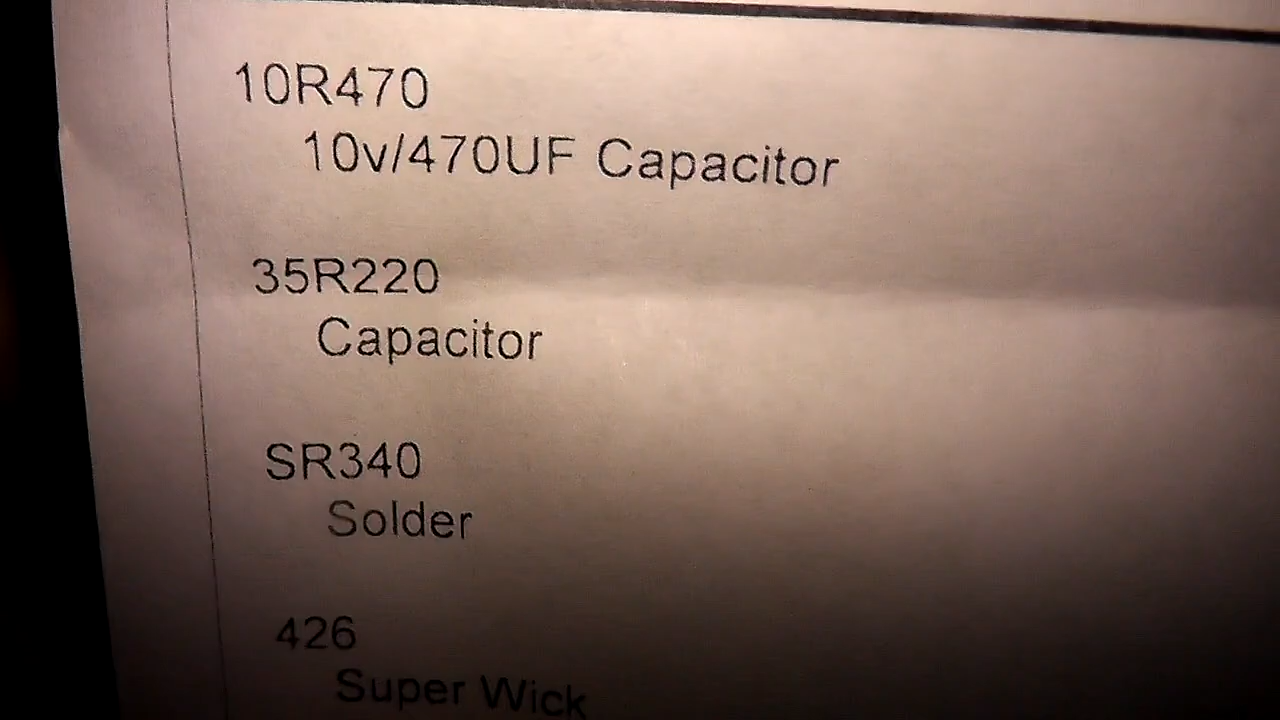 10R470
10v/470UF Capacitor
35R220
Capacitor
SR340
Solder
426
Super Wick